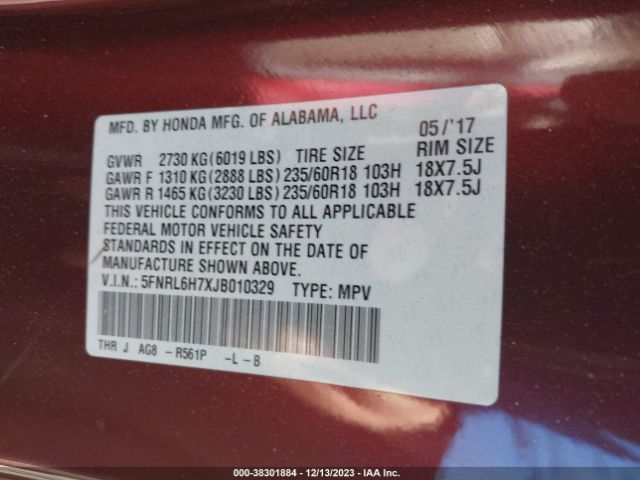 MFD. BY HONDA MFG. OF ALABAMA, LLC 05/'17
GVWR 2730 KG(6019 LBS) TIRE SIZE RIM SIZE
GAWR F 1310 KG(2888 LBS)235/60R18 103H 18X7.5J
GAWR R 1465 KG(3230 LBS)235/60R18 103H 18X7.5J
THIS VEHICLE CONFORMS TO ALL APPLICABLE
FEDERAL MOTOR VEHICLE SAFETY
STANDARDS IN EFFECT ON THE DATE OF
MANUFACTURE SHOWN ABOVE.
V.I.N.: 5FNRL6H7XJB010329 TYPE: MPV
THR J AG8 - R561P -L-B
000-38301884 | 12/13/2023 - IAA Inc.